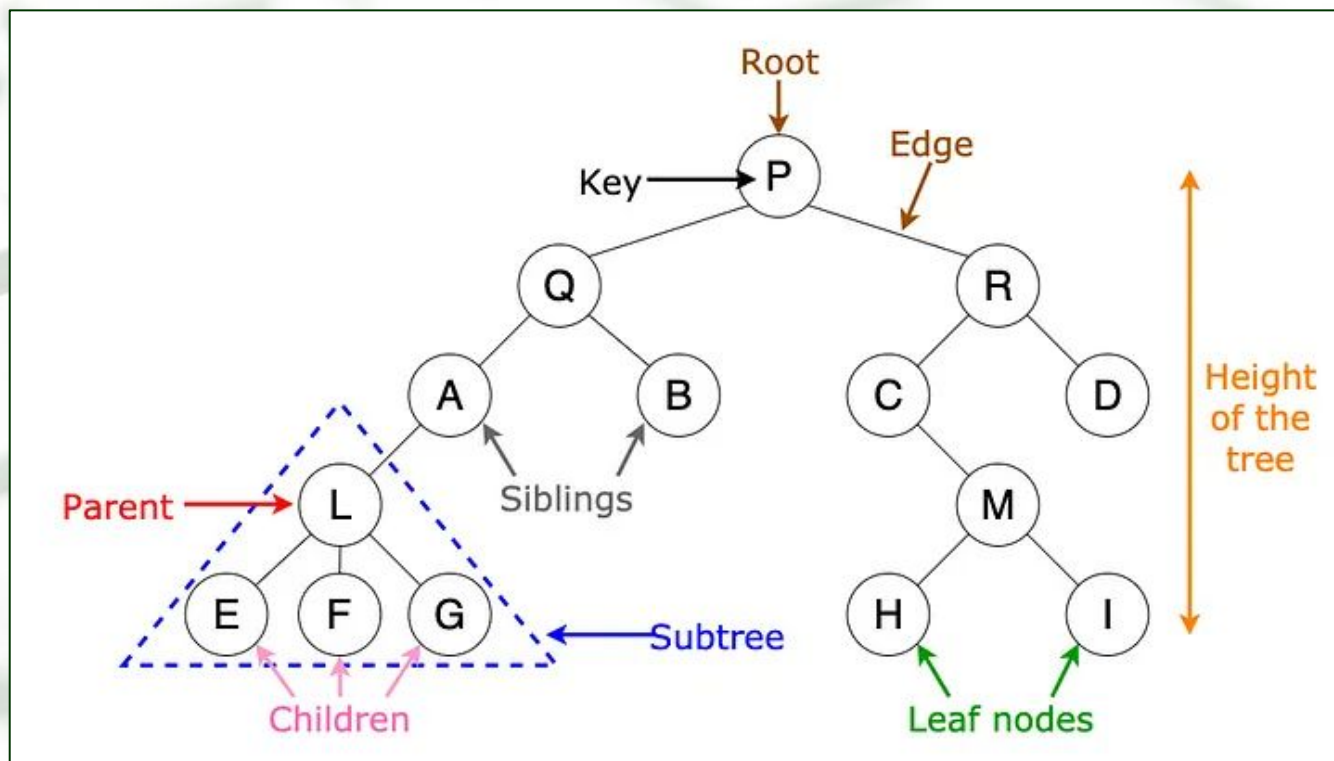 Root
Edge
Key
P
Q
R
A
B
C
D
Height
of the
tree
Siblings
Parent
L
M
E
F
G
H
I
Subtree
Children
Leaf nodes